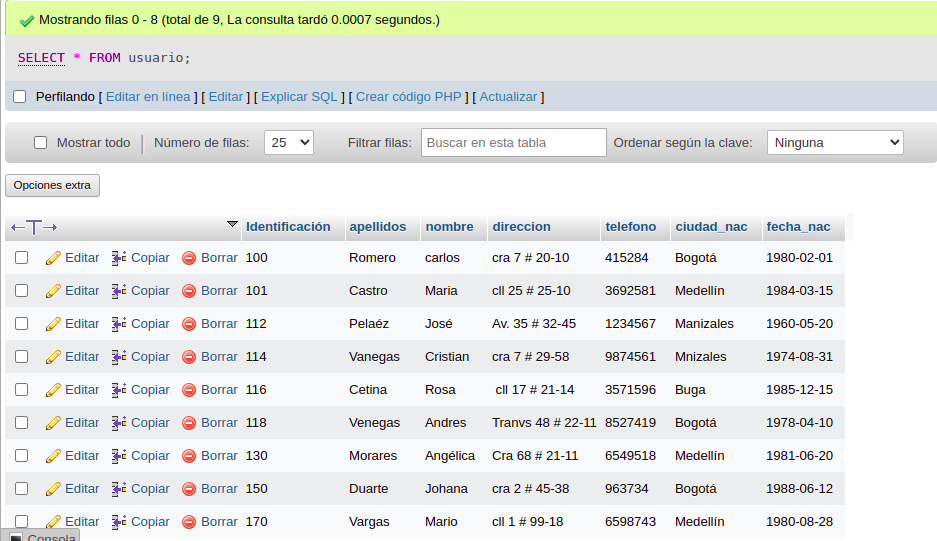 Mostrando filas 0 - 8 (total de 9, La consulta tardó 0.0007 segundos.)
SELECT * FROM usuario;
Perfilando [ Editar en línea ] [ Editar ] [ Explicar SQL ] [ Crear código PHP ] [ Actualizar ]
Mostrar todo Número de filas: 25 Filtrar filas: Buscar en esta tabla Ordenar según la clave: Ninguna
Opciones extra
←T→ Identificación apellidos nombre direccion telefono ciudad_nac fecha_nac
Editar Copiar Borrar 100 Romero carlos cra 7 # 20-10 415284 Bogotá 1980-02-01
Editar Copiar Borrar 101 Castro Maria cll 25 # 25-10 3692581 Medellín 1984-03-15
Editar Copiar Borrar 112 Pelaéz José Av. 35 # 32-45 1234567 Manizales 1960-05-20
Editar Copiar Borrar 114 Vanegas Cristian cra 7 # 29-58 9874561 Mnizales 1974-08-31
Editar Copiar Borrar 116 Cetina Rosa cll 17 # 21-14 3571596 Buga 1985-12-15
Editar Copiar Borrar 118 Venegas Andres Tranvs 48 # 22-11 8527419 Bogotá 1978-04-10
Editar Copiar Borrar 130 Morares Angélica Cra 68 # 21-11 6549518 Medellín 1981-06-20
Editar Copiar Borrar 150 Duarte Johana cra 2 # 45-38 963734 Bogotá 1988-06-12
Editar Copiar Borrar 170 Vargas Mario cll 1 # 99-18 6598743 Medellín 1980-08-28
Consola